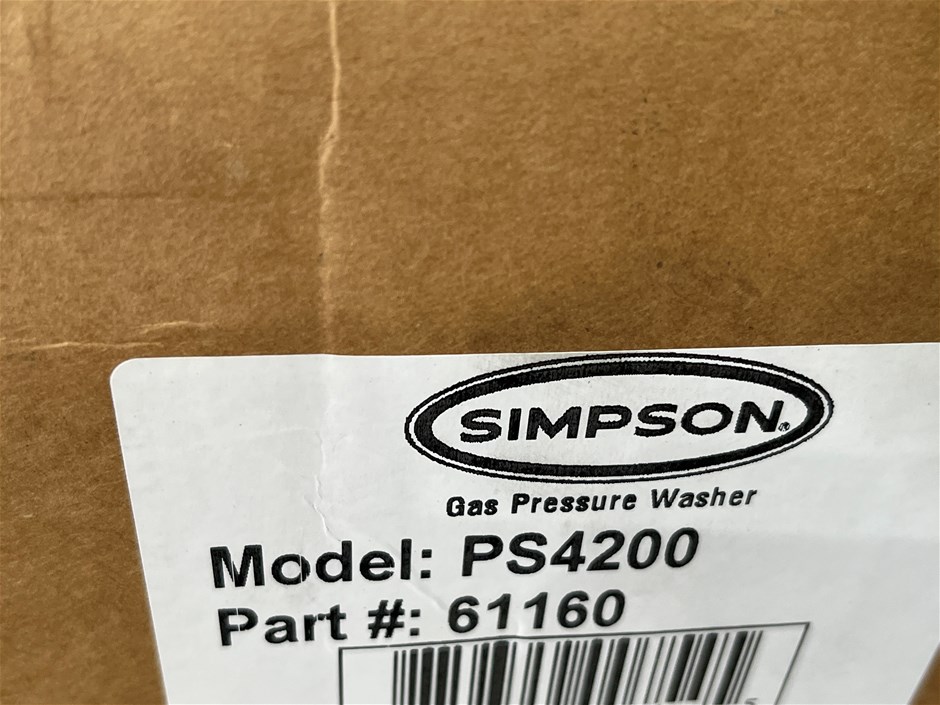 SIMPSON®
Gas Pressure Washer
Model: PS4200
Part #: 61160